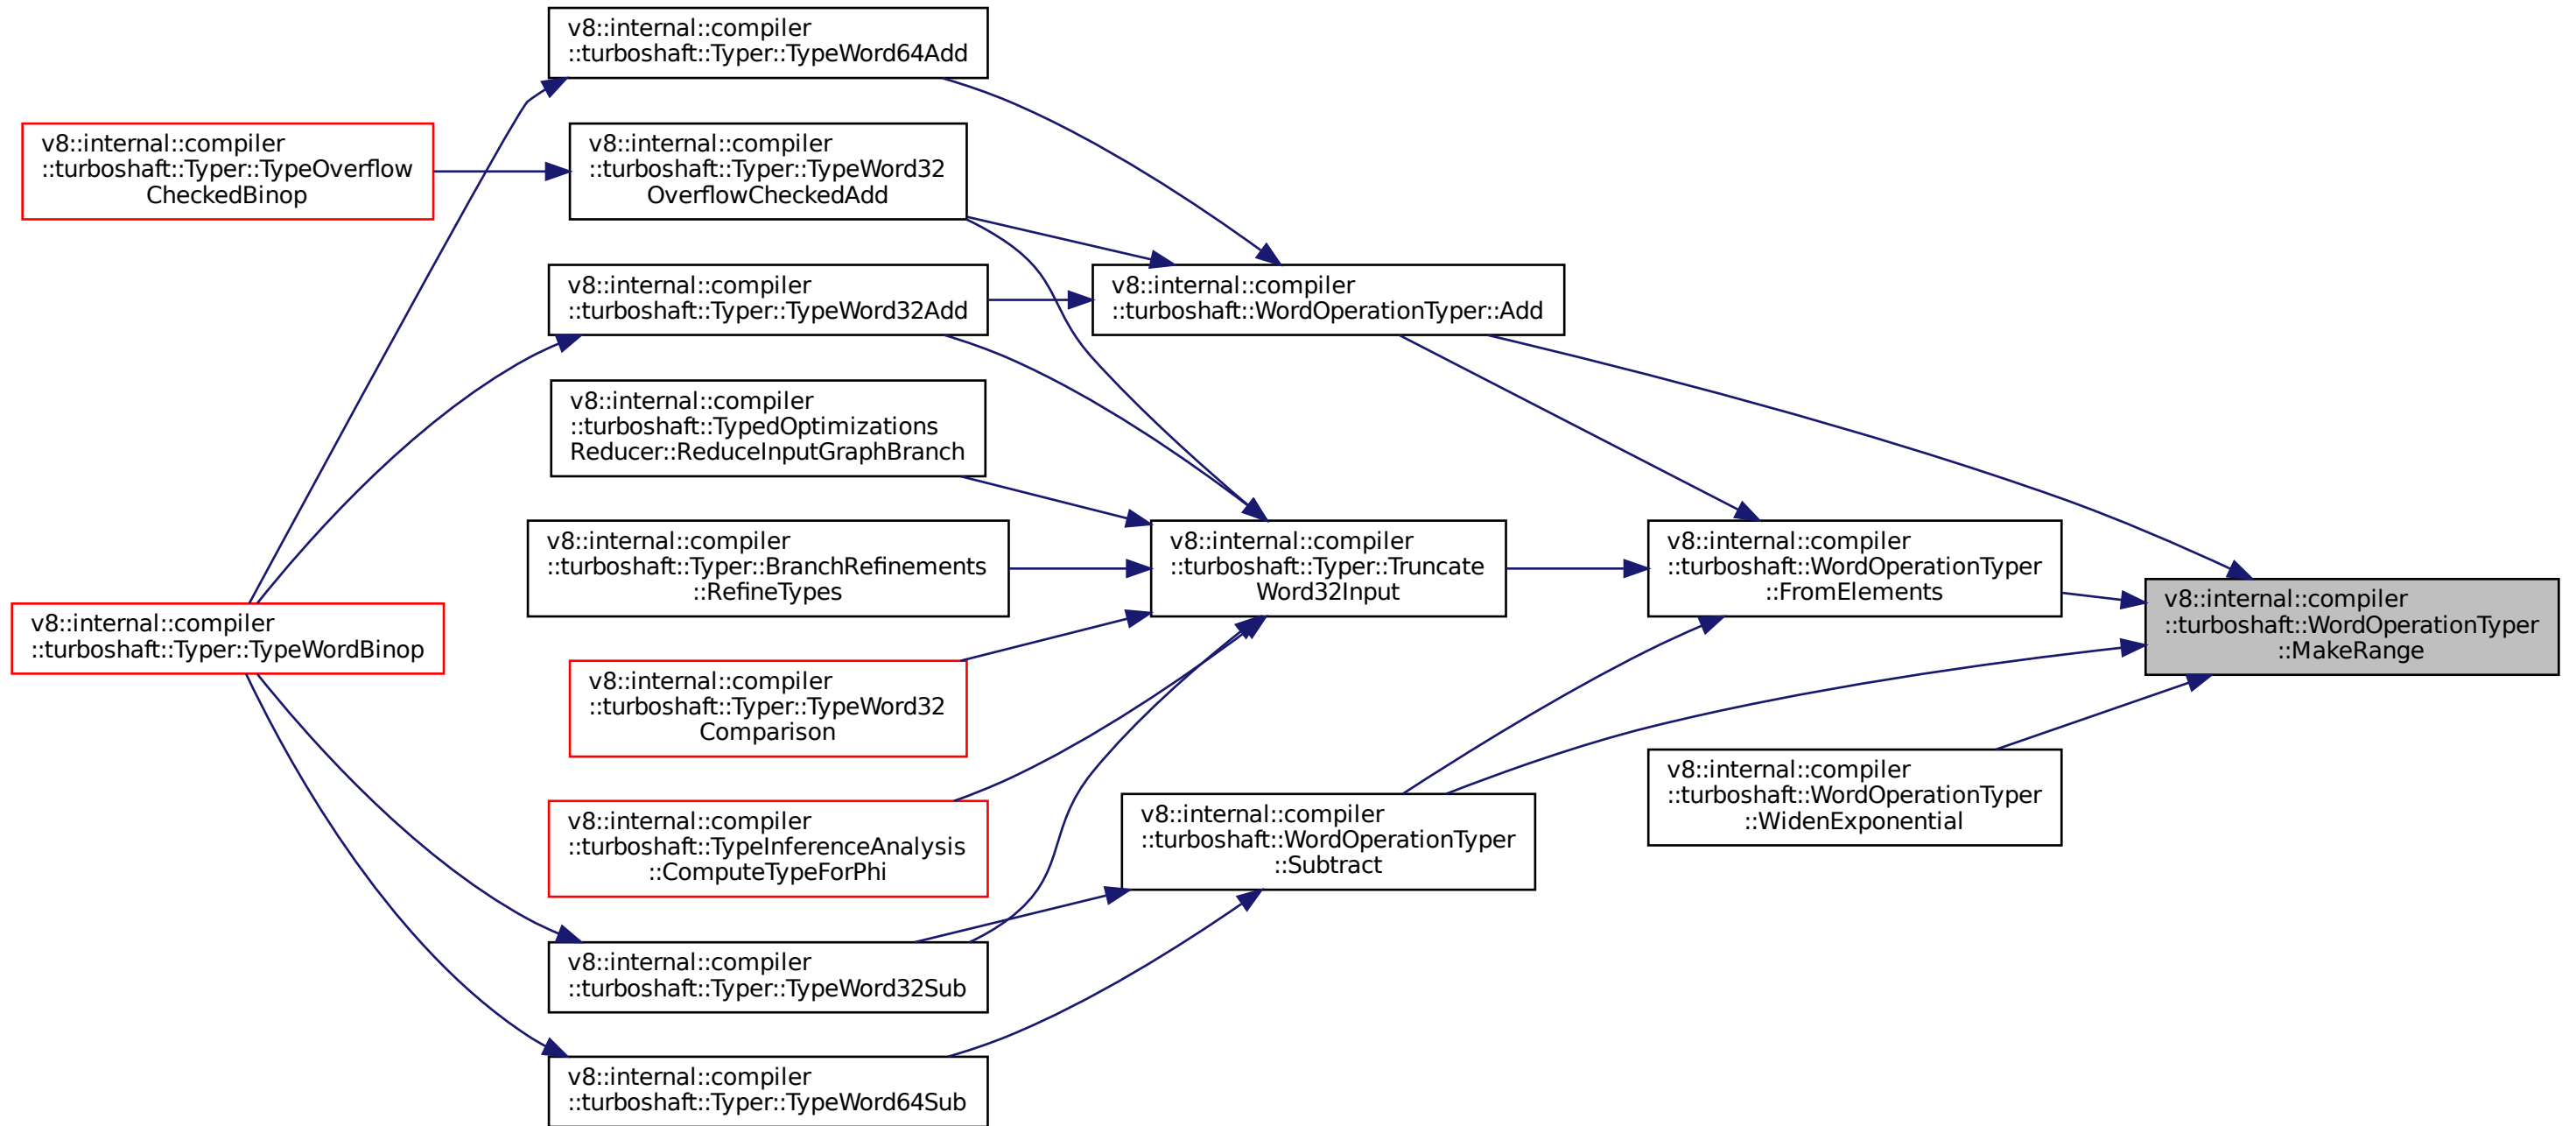 v8::internal::compiler
::turboshaft::Typer::TypeWord64Add
v8::internal::compiler
::turboshaft::Typer::TypeOverflow
CheckedBinop
v8::internal::compiler
::turboshaft::Typer::TypeWord32
OverflowCheckedAdd
v8::internal::compiler
::turboshaft::Typer::TypeWord32Add
v8::internal::compiler
::turboshaft::WordOperationTyper::Add
v8::internal::compiler
::turboshaft::TypedOptimizations
Reducer::ReduceInputGraphBranch
v8::internal::compiler
::turboshaft::Typer::BranchRefinements
::RefineTypes
v8::internal::compiler
::turboshaft::Typer::Truncate
Word32Input
v8::internal::compiler
::turboshaft::WordOperationTyper
::FromElements
v8::internal::compiler
::turboshaft::WordOperationTyper
::MakeRange
v8::internal::compiler
::turboshaft::Typer::TypeWordBinop
v8::internal::compiler
::turboshaft::Typer::TypeWord32
Comparison
v8::internal::compiler
::turboshaft::WordOperationTyper
::WidenExponential
v8::internal::compiler
::turboshaft::TypeInferenceAnalysis
::ComputeTypeForPhi
v8::internal::compiler
::turboshaft::WordOperationTyper
::Subtract
v8::internal::compiler
::turboshaft::Typer::TypeWord32Sub
v8::internal::compiler
::turboshaft::Typer::TypeWord64Sub